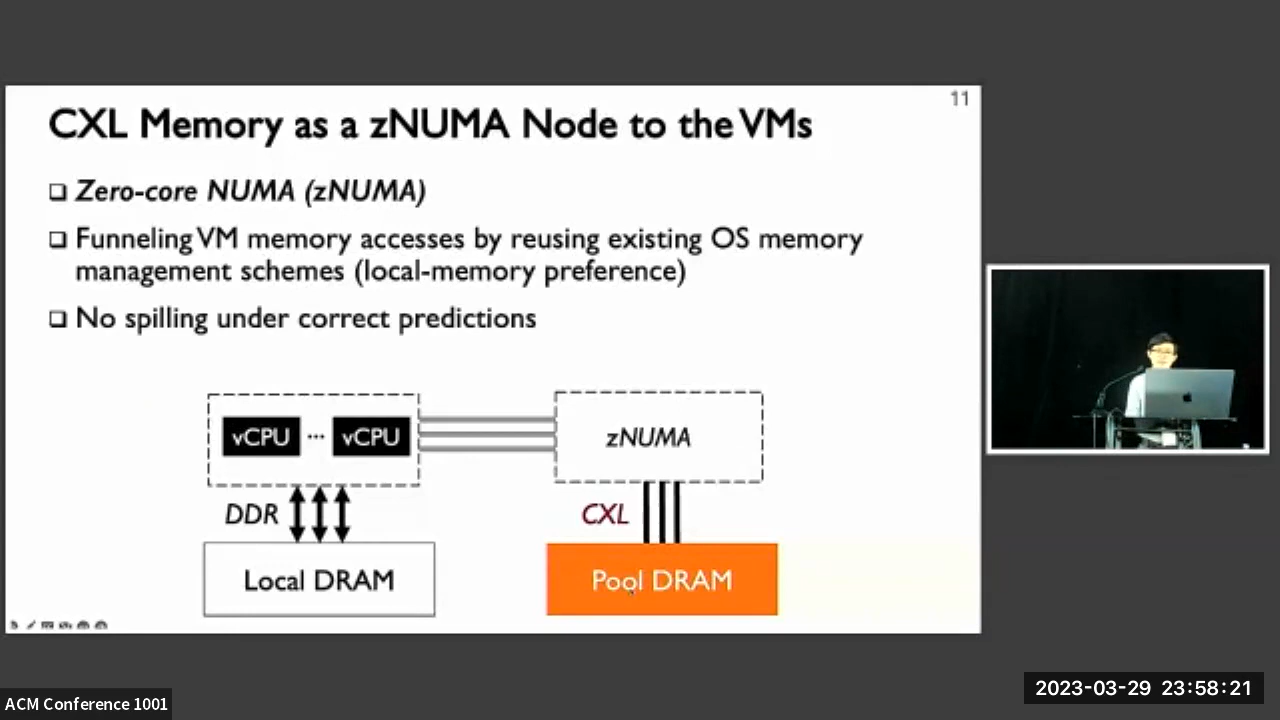 11
CXL Memory as a zNUMA Node to the VMs
Zero-core NUMA (zNUMA)
Funneling VM memory accesses by reusing existing OS memory
management schemes (local-memory preference)
No spilling under correct predictions
vCPU ... vCPU
zNUMA
DDR
CXL
Local DRAM
Pool DRAM
2023-03-29 23:58:21
ACM Conference 1001